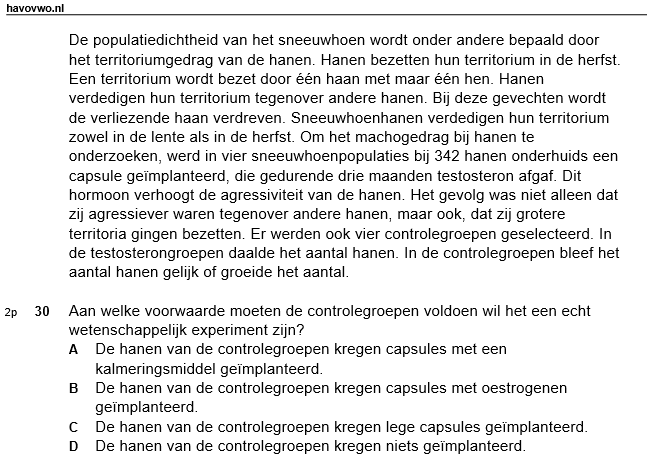 havovwo.nl
De populatiedichtheid van het sneeuwhoen wordt onder andere bepaald door
het territoriumgedrag van de hanen. Hanen bezetten hun territorium in de herfst.
Een territorium wordt bezet door één haan met maar één hen. Hanen
verdedigen hun territorium tegenover andere hanen. Bij deze gevechten wordt
de verliezende haan verdreven. Sneeuwhoenhanen verdedigen hun territorium
zowel in de lente als in de herfst. Om het machogedrag bij hanen te
onderzoeken, werd in vier sneeuwhoenpopulaties bij 342 hanen onderhuids een
capsule geïmplanteerd, die gedurende drie maanden testosteron afgaf. Dit
hormoon verhoogt de agressiviteit van de hanen. Het gevolg was niet alleen dat
zij agressiever waren tegenover andere hanen, maar ook, dat zij grotere
territoria gingen bezetten. Er werden ook vier controlegroepen geselecteerd. In
de testosterongroepen daalde het aantal hanen. In de controlegroepen bleef het
aantal hanen gelijk of groeide het aantal.
2p 30 Aan welke voorwaarde moeten de controlegroepen voldoen wil het een echt
wetenschappelijk experiment zijn?
A De hanen van de controlegroepen kregen capsules met een
kalmeringsmiddel geïmplanteerd.
B De hanen van de controlegroepen kregen capsules met oestrogenen
geïmplanteerd.
C De hanen van de controlegroepen kregen lege capsules geïmplanteerd.
D De hanen van de controlegroepen kregen niets geïmplanteerd.